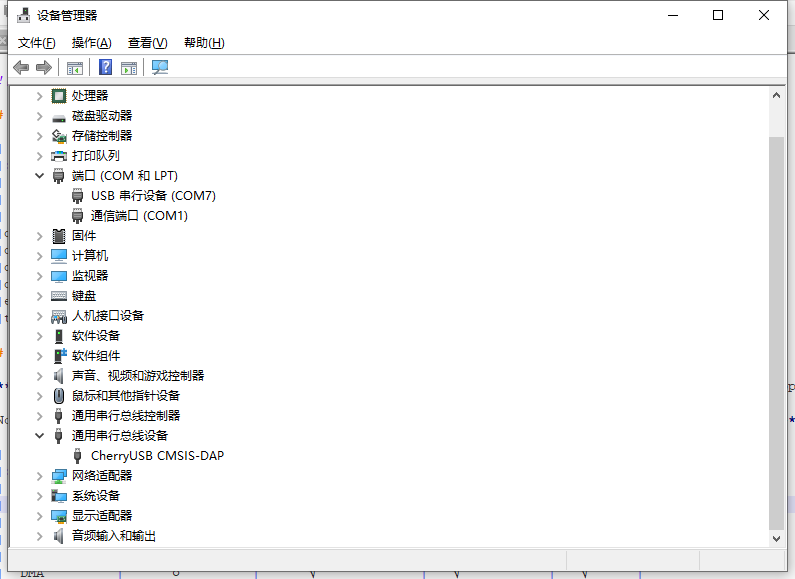 设备管理器
文件(F) 操作(A) 查看(V) 帮助(H)
处理器
磁盘驱动器
存储控制器
打印队列
端口 (COM 和 LPT)
USB 串行设备 (COM7)
通信端口 (COM1)
固件
计算机
监视器
键盘
人机接口设备
软件设备
软件组件
声音、视频和游戏控制器
鼠标和其他指针设备
通用串行总线控制器
通用串行总线设备
CherryUSB CMSIS-DAP
网络适配器
系统设备
显示适配器
音频输入和输出
DMA